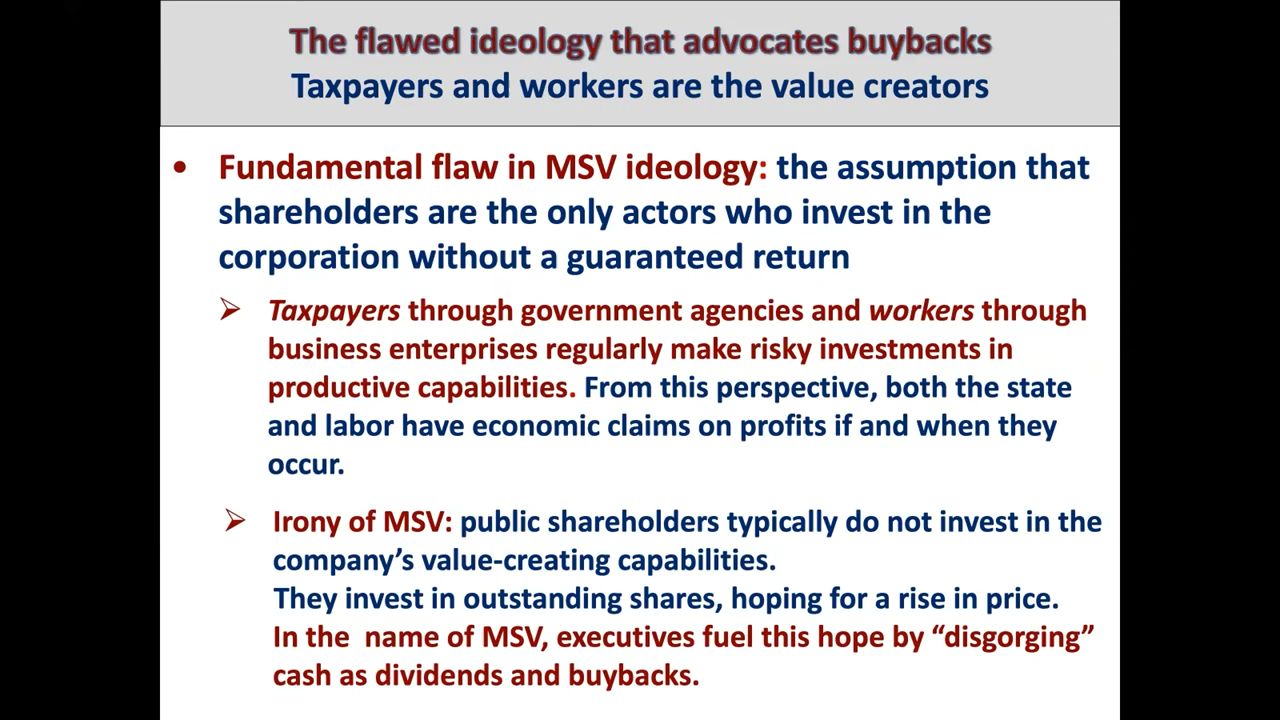 The flawed ideology that advocates buybacks
Taxpayers and workers are the value creators
• Fundamental flaw in MSV ideology: the assumption that
shareholders are the only actors who invest in the
corporation without a guaranteed return
➢ Taxpayers through government agencies and workers through
business enterprises regularly make risky investments in
productive capabilities. From this perspective, both the state
and labor have economic claims on profits if and when they
occur.
➢ Irony of MSV: public shareholders typically do not invest in the
company’s value-creating capabilities.
They invest in outstanding shares, hoping for a rise in price.
In the name of MSV, executives fuel this hope by “disgorging”
cash as dividends and buybacks.